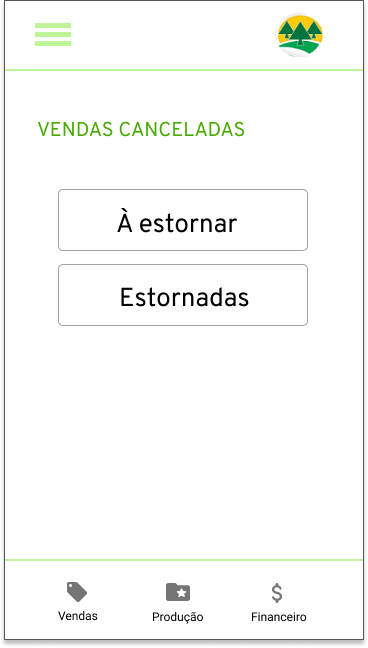 VENDAS CANCELADAS
À estornar
Estornadas
Vendas Produção Financeiro